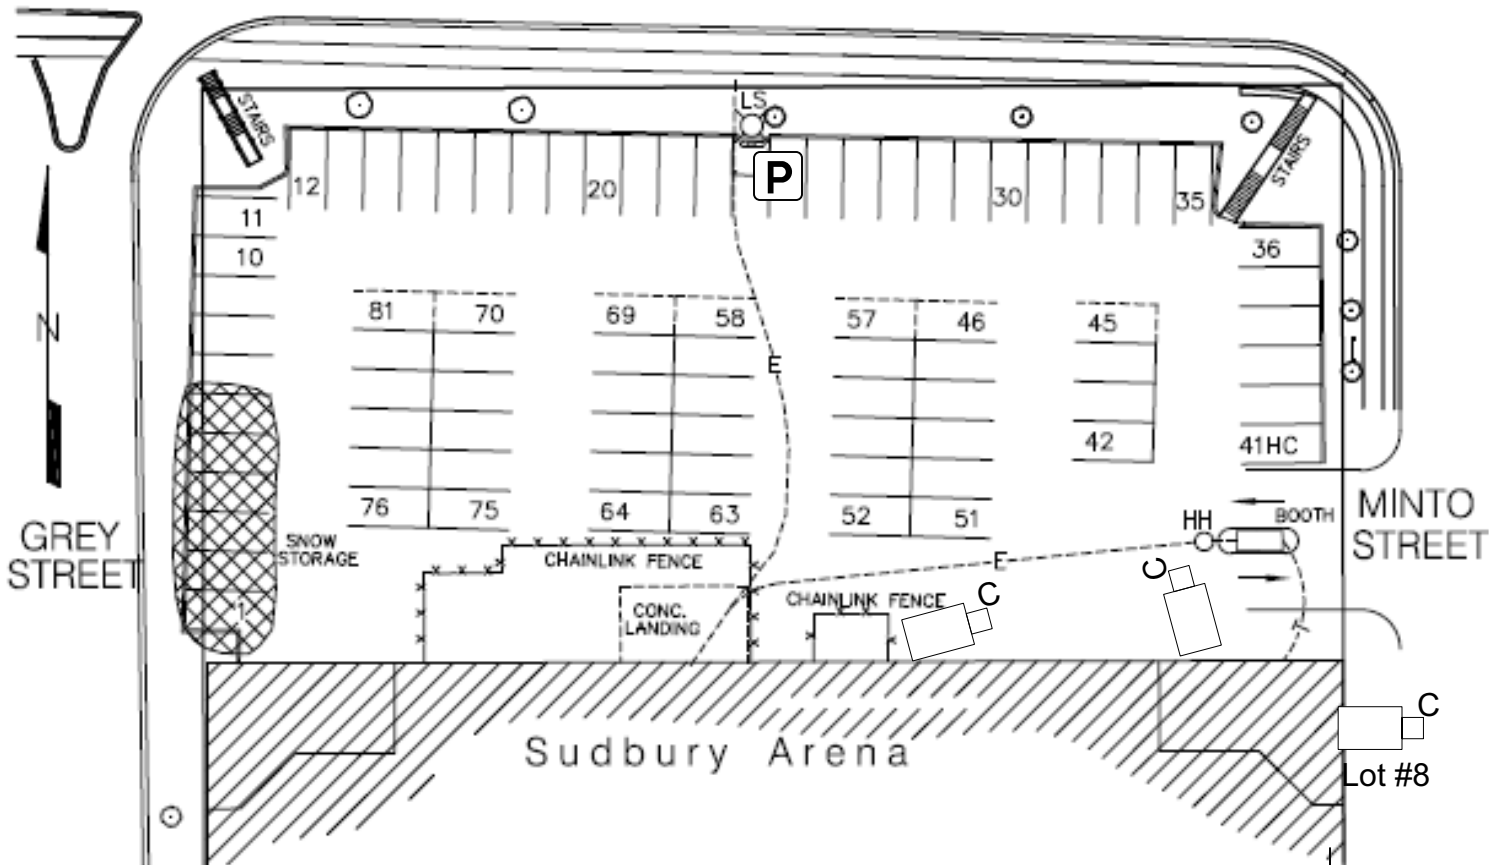 LS
STAIRS
STAIRS
P
12
20
30
35
11
10
36
N
81
70
69
58
57
46
45
E
42
41HC
76
75
64
63
52
51
GREY
STREET
MINTO
STREET
SNOW
STORAGE
HH
BOOTH
CHAINLINK FENCE
E
C
C
CHAINLINK FENCE
CONC.
LANDING
1
T
C
Sudbury Arena
Lot #8